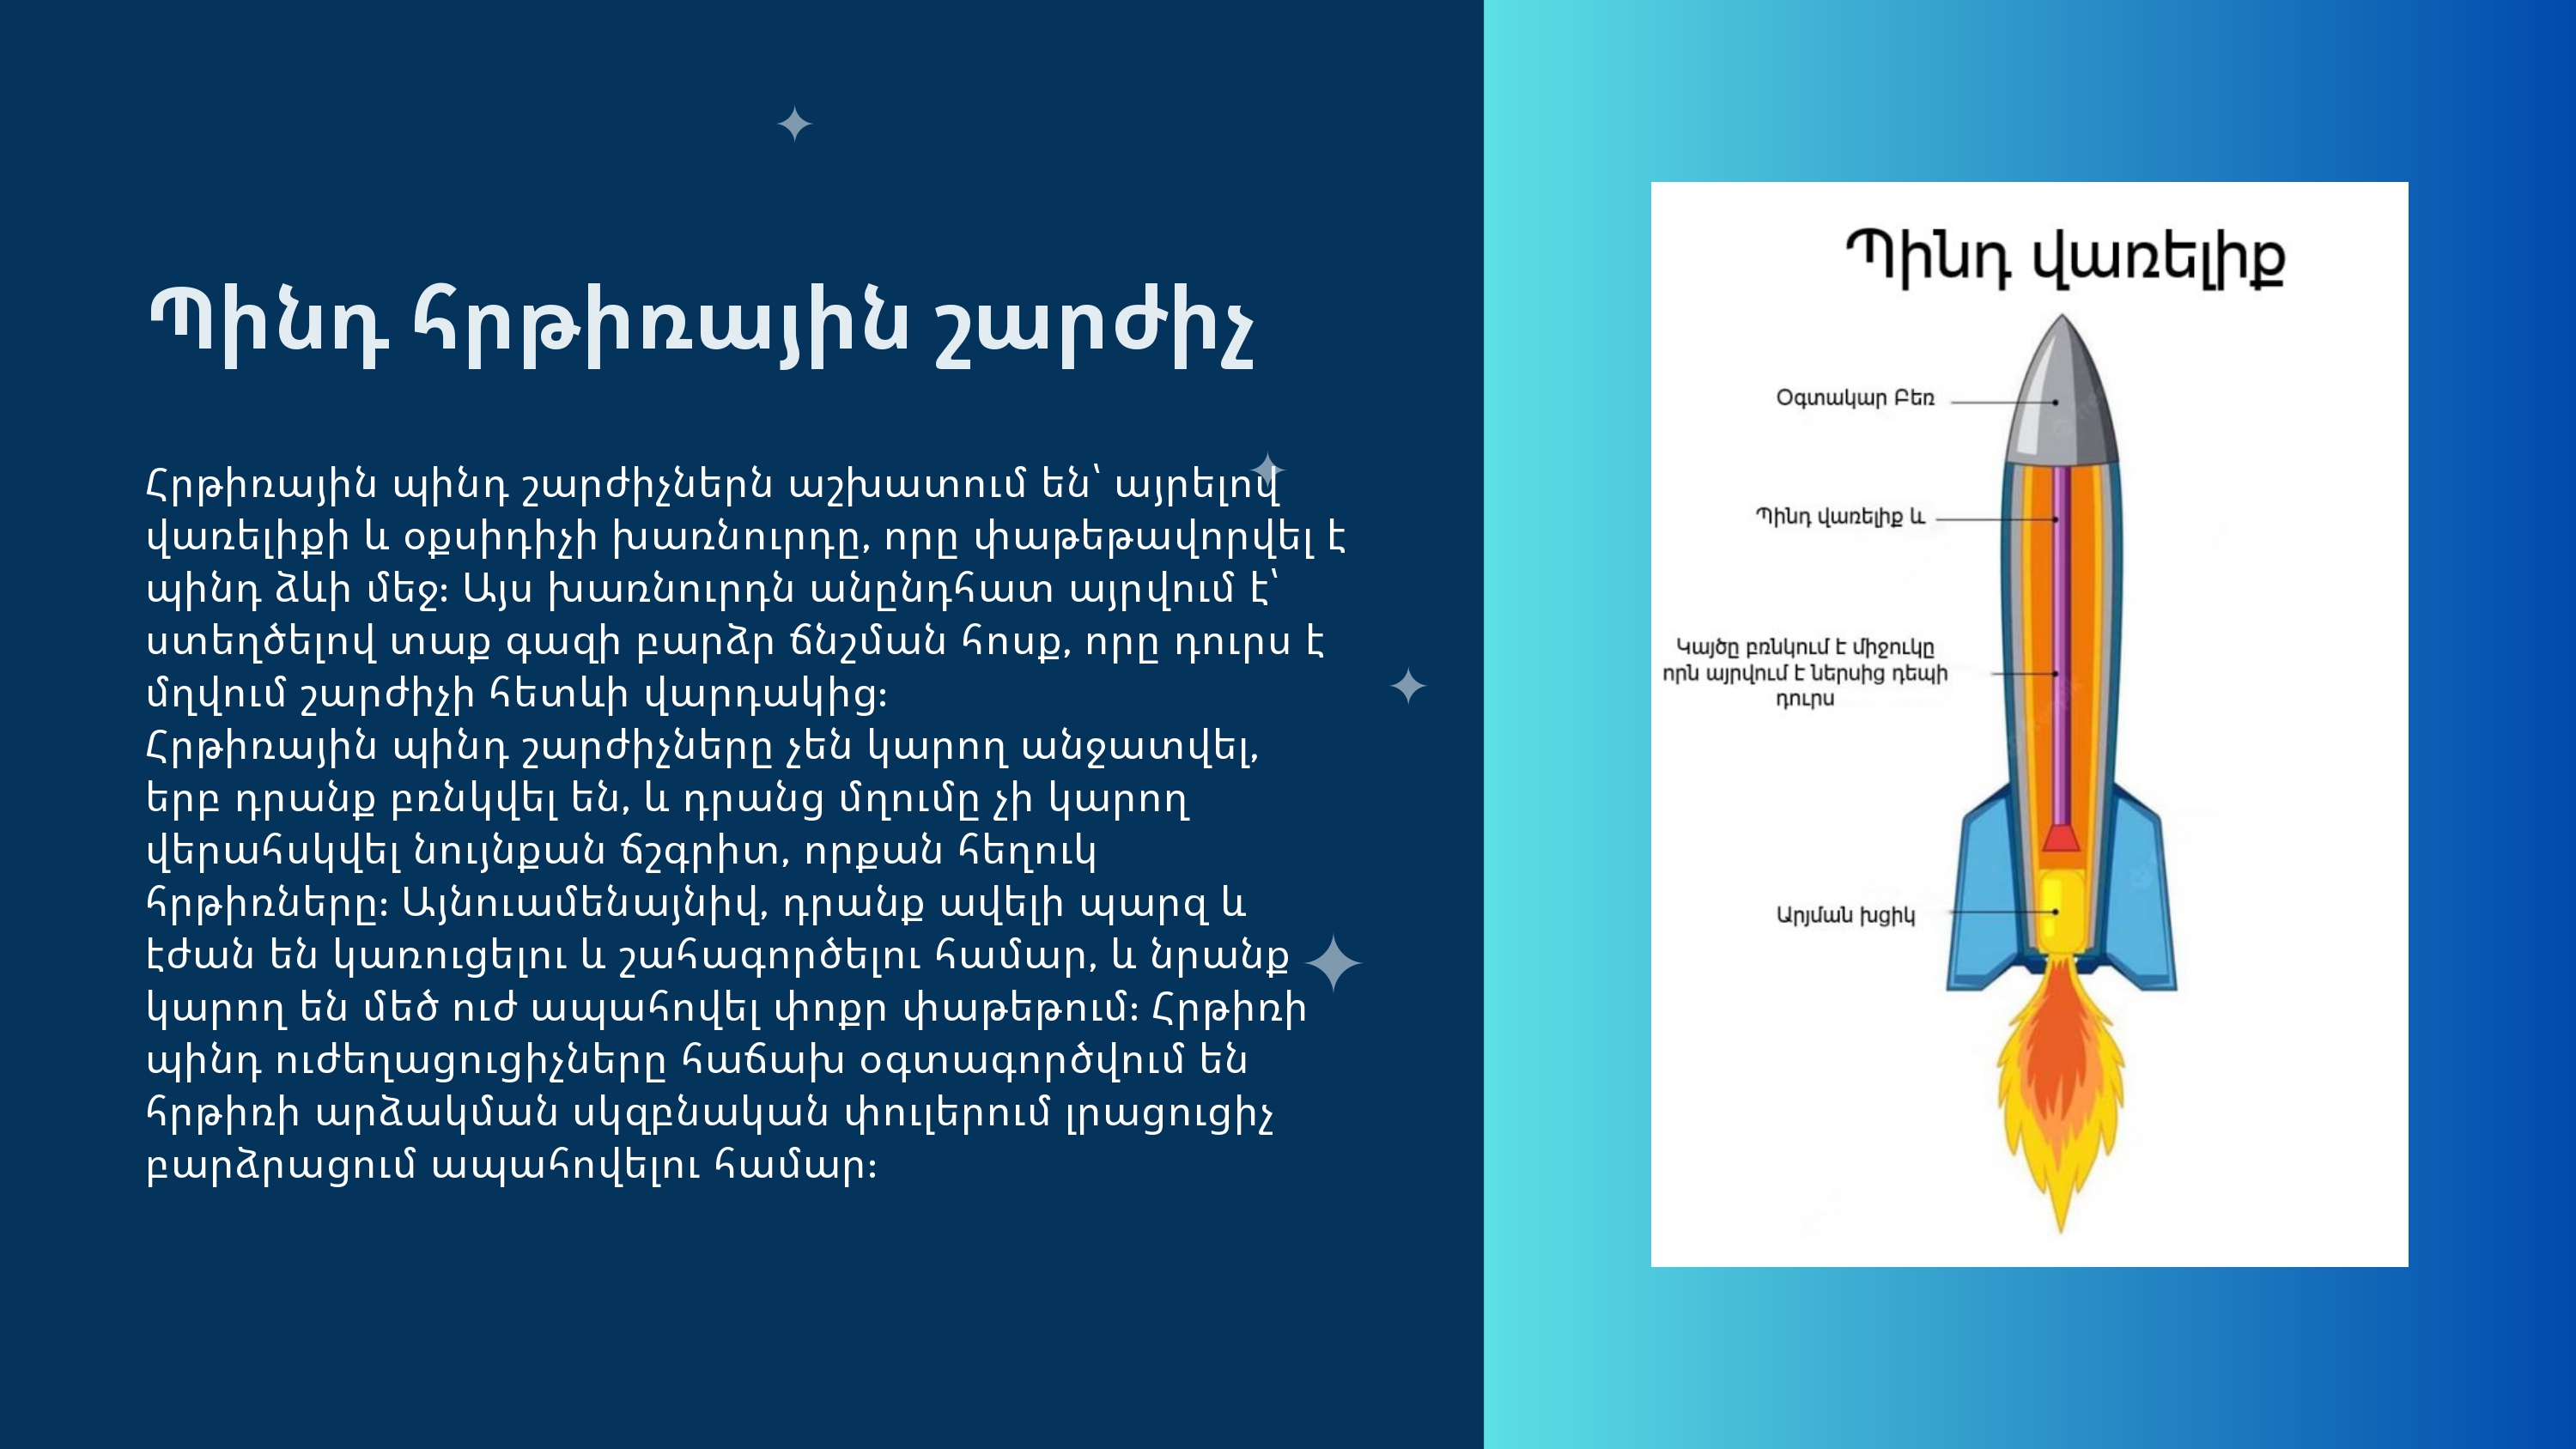 Պինդ հրթիռային շարժիչ
Հրթիռային պինդ շարժիչներն աշխատում են՝ այրելով
վառելիքի և օքսիդիչի խառնուրդը, որը փաթեթավորվել է
պինդ ձևի մեջ: Այս խառնուրդն անընդհատ այրվում է՝
ստեղծելով տաք գազի բարձր ճնշման հոսք, որը դուրս է
մղվում շարժիչի հետևի վարդակից:
Հրթիռային պինդ շարժիչները չեն կարող անջատվել,
երբ դրանք բռնկվել են, և դրանց մղումը չի կարող
վերահսկվել նույնքան ճշգրիտ, որքան հեղուկ
հրթիռները: Այնուամենայնիվ, դրանք ավելի պարզ և
էժան են կառուցելու և շահագործելու համար, և նրանք
կարող են մեծ ուժ ապահովել փոքր փաթեթում: Հրթիռի
պինդ ուժեղացուցիչները հաճախ օգտագործվում են
հրթիռի արձակման սկզբնական փուլերում լրացուցիչ
բարձրացում ապահովելու համար:
Պինդ վառելիք
Օգտակար Բեռ
Պինդ վառելիք և
Կայծը բռնկում է միջուկը
որն այրվում է ներսից դեպի
դուրս
Արյման խցիկ